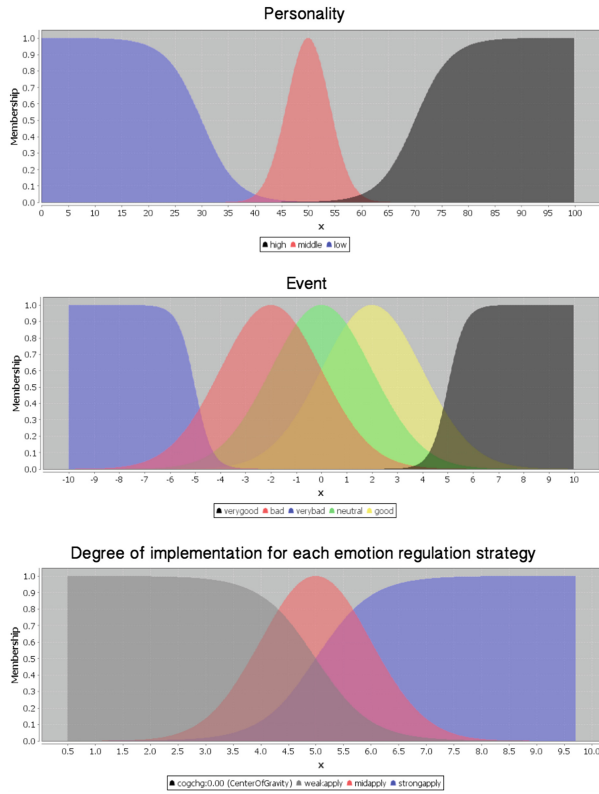 Personality
Membership
1.0
0.9
0.8
0.7
0.6
0.5
0.4
0.3
0.2
0.1
0.0
0 5 10 15 20 25 30 35 40 45 50 55 60 65 70 75 80 85 90 95 100
x
high middle low
Event
Membership
1.0
0.9
0.8
0.7
0.6
0.5
0.4
0.3
0.2
0.1
0.0
-10 -9 -8 -7 -6 -5 -4 -3 -2 -1 0 1 2 3 4 5 6 7 8 9 10
x
verygood bad verybad neutral good
Degree of implementation for each emotion regulation strategy
Membership
1.0
0.9
0.8
0.7
0.6
0.5
0.4
0.3
0.2
0.1
0.0
0.5 1.0 1.5 2.0 2.5 3.0 3.5 4.0 4.5 5.0 5.5 6.0 6.5 7.0 7.5 8.0 8.5 9.0 9.5 10.0
x
cogchg:0.00 (CenterOfGravity) weakapply midapply strongapply